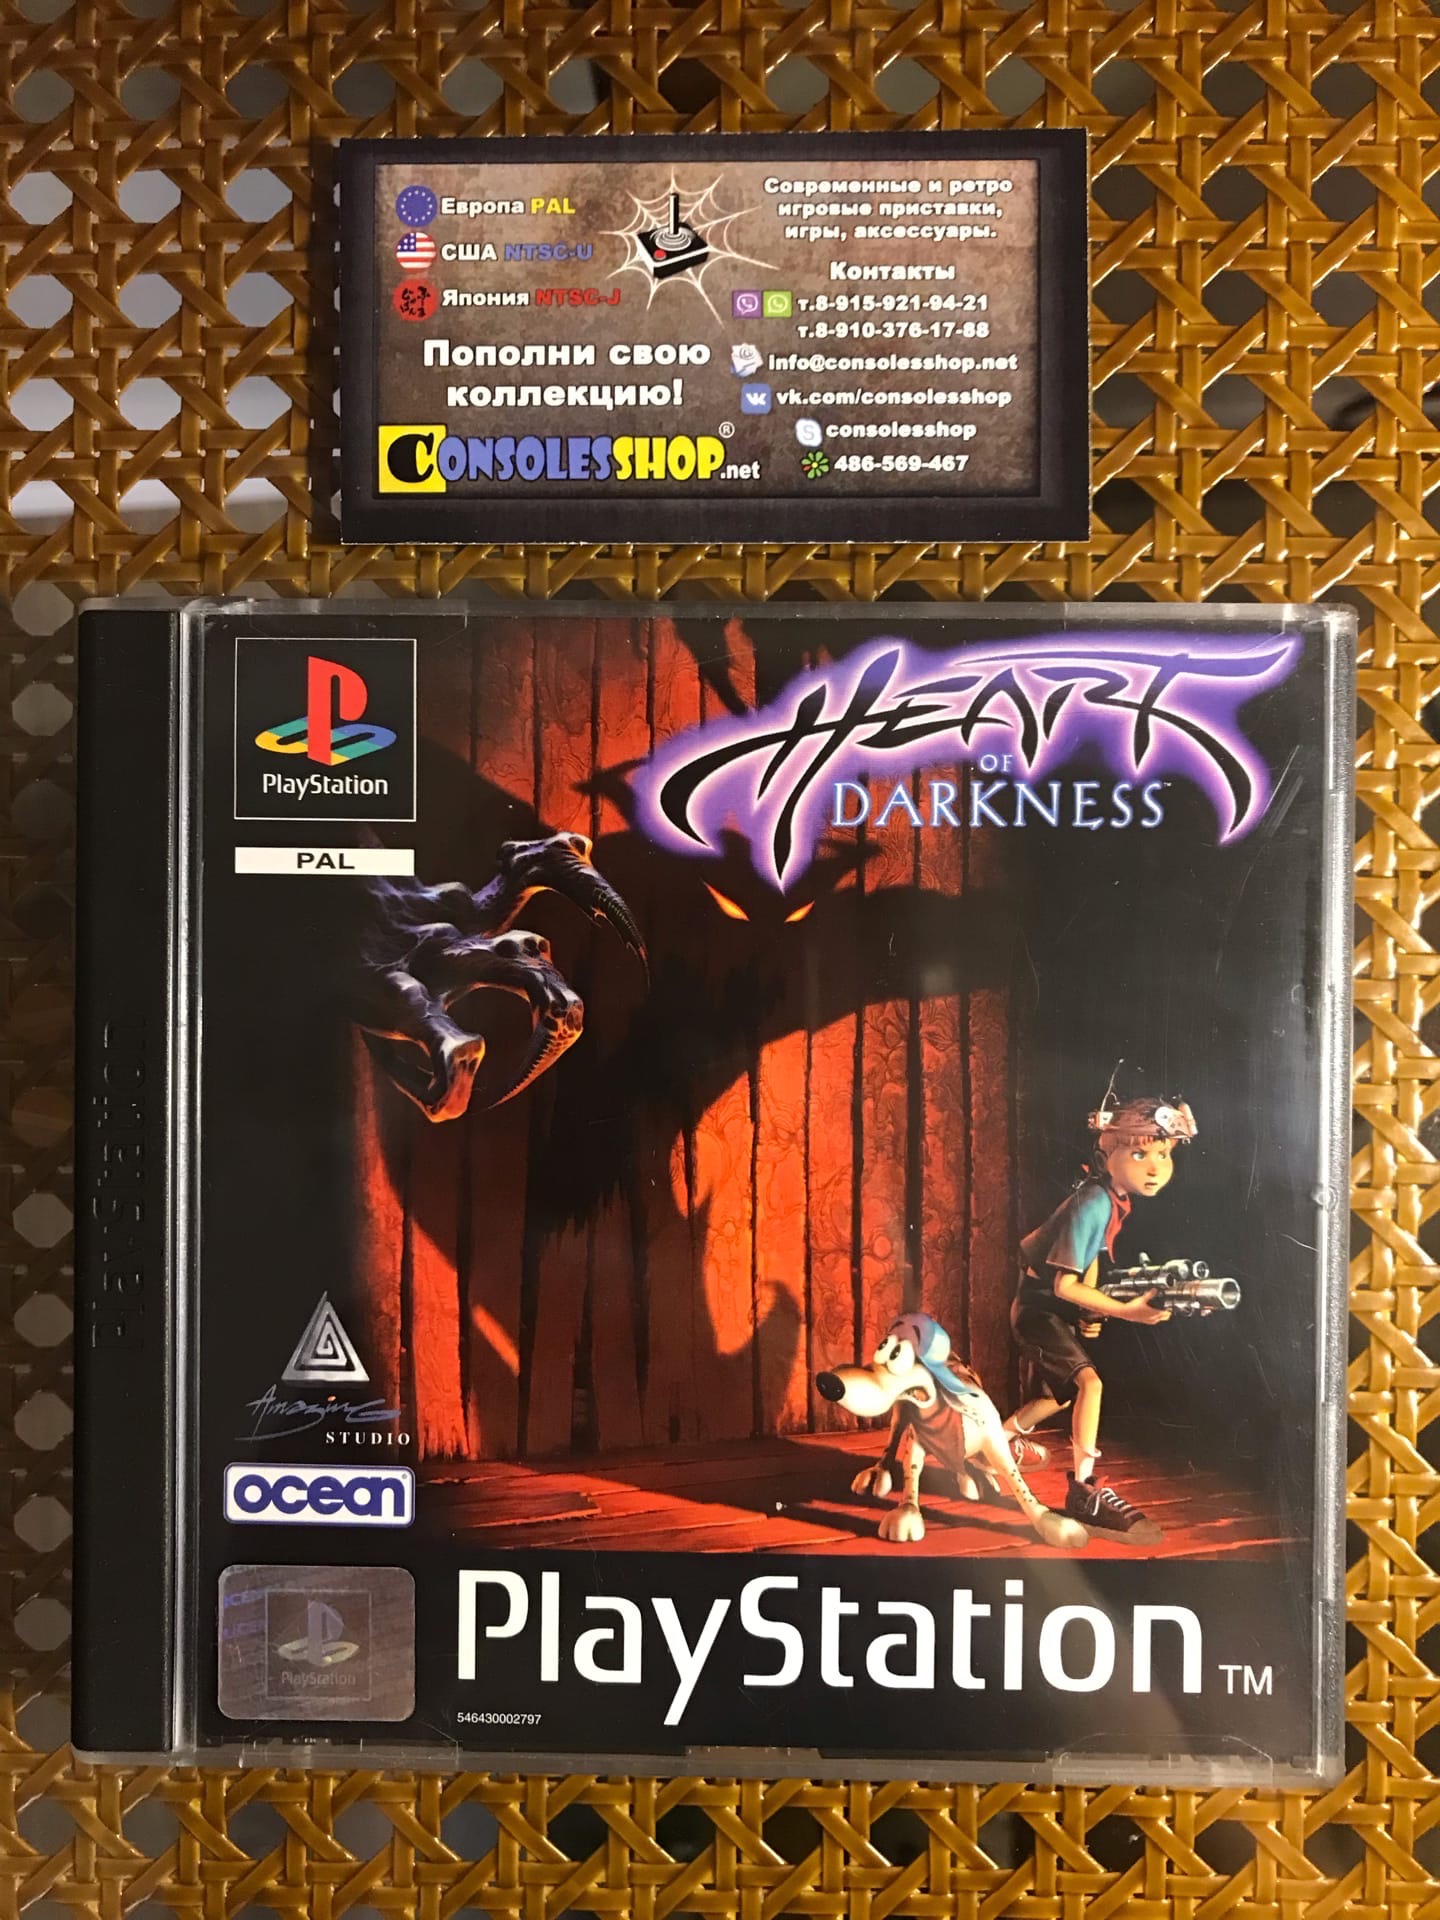 Европа PAL
США NTSC-U
Япония NTSC-J
Пополни свою
коллекцию!
CONSOLESSHOP.net
®
Современные и ретро
игровые приставки,
игры, аксессуары.
Контакты
т.8-915-921-94-21
т.8-910-376-17-88
info@consolesshop.net
vk.com/consolesshop
consolesshop
486-569-467
PlayStation
PlayStation
PAL
HEART
OF
DARKNESS™
Amazing
STUDIO
ocean®
PlayStation
PlayStation™
546430002797